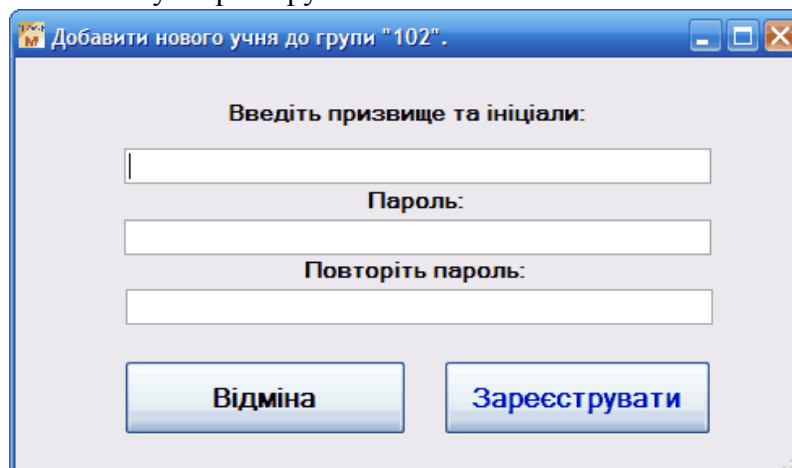 Добавити нового учня до групи "102".
Введіть призвище та ініціали:
Пароль:
Повторіть пароль:
Відміна Зареєструвати